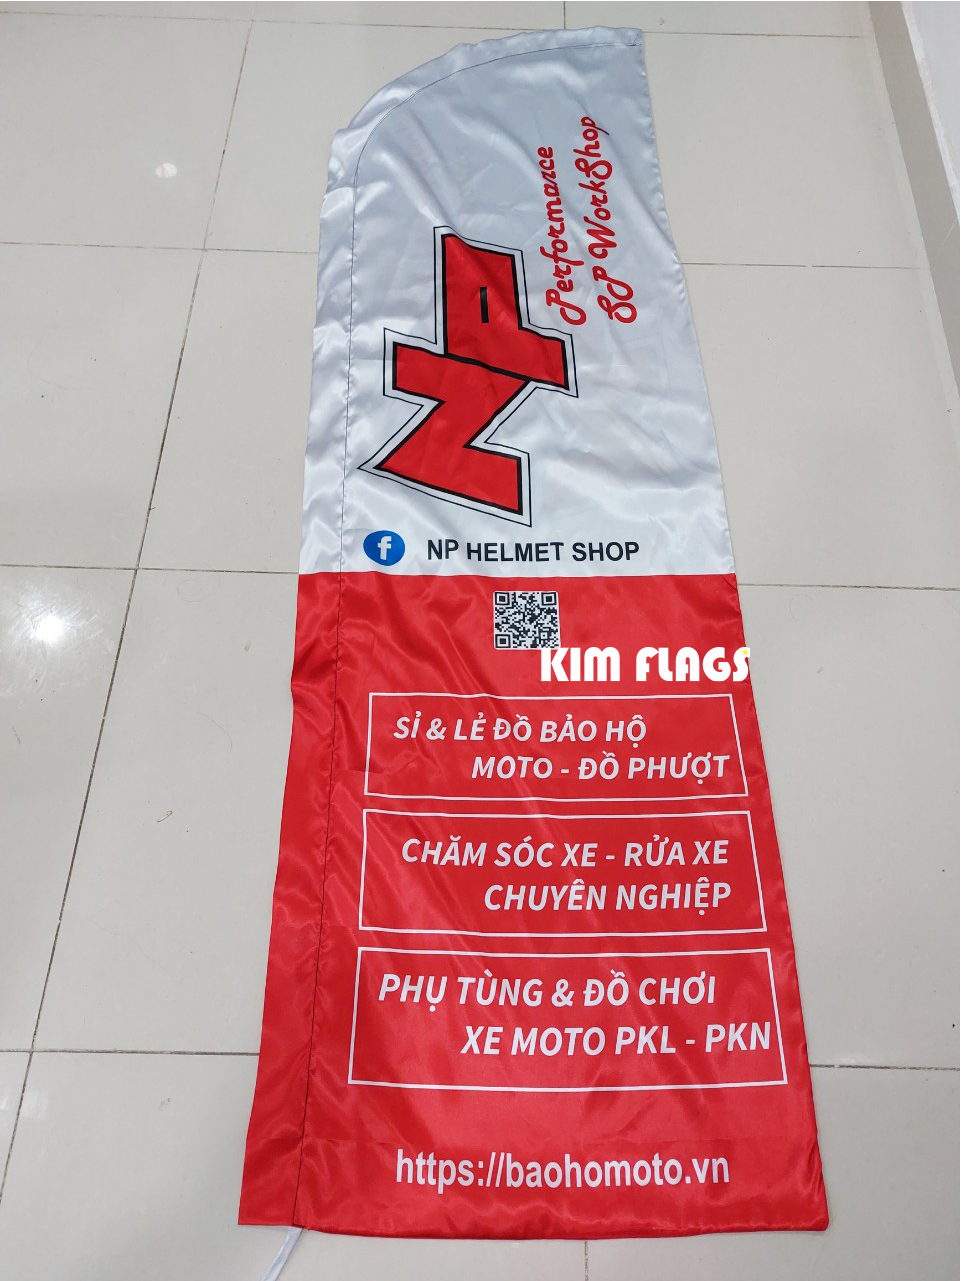 Performance
SP WorkShop
NP
f NP HELMET SHOP
KIM FLAGS
SỈ & LẺ ĐỒ BẢO HỘ
MOTO - ĐỒ PHƯỢT
CHĂM SÓC XE - RỬA XE
CHUYÊN NGHIỆP
PHỤ TÙNG & ĐỒ CHƠI
XE MOTO PKL - PKN
https://baohomoto.vn